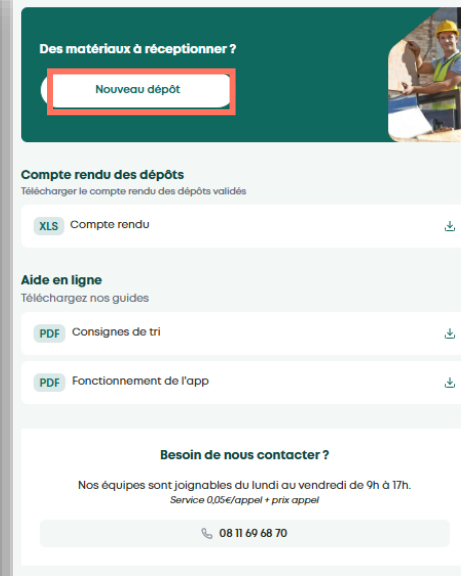 Des matériaux à réceptionner ?
Nouveau dépôt
Compte rendu des dépôts
Télécharger le compte rendu des dépôts validés
XLS Compte rendu
Aide en ligne
Téléchargez nos guides
PDF Consignes de tri
PDF Fonctionnement de l'app
Besoin de nous contacter ?
Nos équipes sont joignables du lundi au vendredi de 9h à 17h.
Service 0,05€/appel + prix appel
08 11 69 68 70